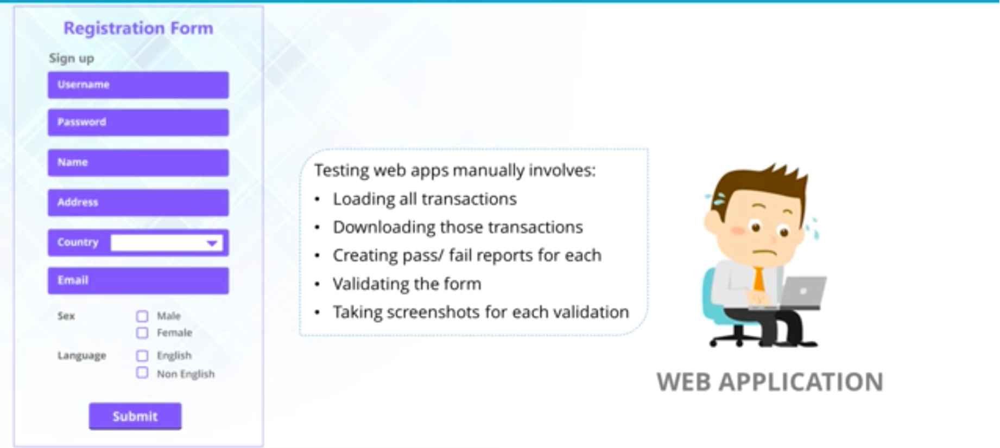 Registration Form
Sign up
Username
Password
Name
Address
Country
Email
Sex
Male
Female
Language
English
Non English
Submit
Testing web apps manually involves:
• Loading all transactions
• Downloading those transactions
• Creating pass/ fail reports for each
• Validating the form
• Taking screenshots for each validation
WEB APPLICATION